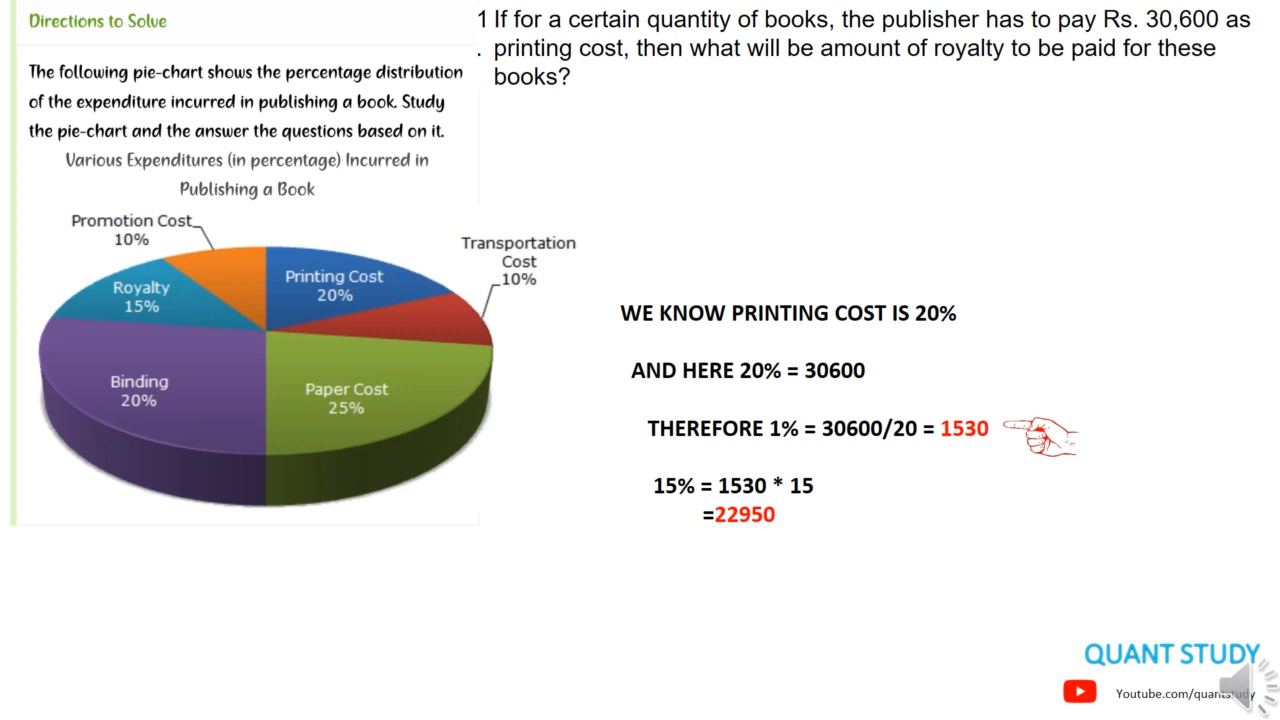 Directions to Solve
The following pie-chart shows the percentage distribution
of the expenditure incurred in publishing a book. Study
the pie-chart and the answer the questions based on it.
Various Expenditures (in percentage) Incurred in
Publishing a Book
Promotion Cost
10%
Royalty
15%
Printing Cost
20%
Transportation
Cost
10%
Binding
20%
Paper Cost
25%
1 If for a certain quantity of books, the publisher has to pay Rs. 30,600 as
. printing cost, then what will be amount of royalty to be paid for these
books?
WE KNOW PRINTING COST IS 20%
AND HERE 20% = 30600
THEREFORE 1% = 30600/20 = 1530
15% = 1530 * 15
=22950
QUANT STUDY
Youtube.com/quantstudy